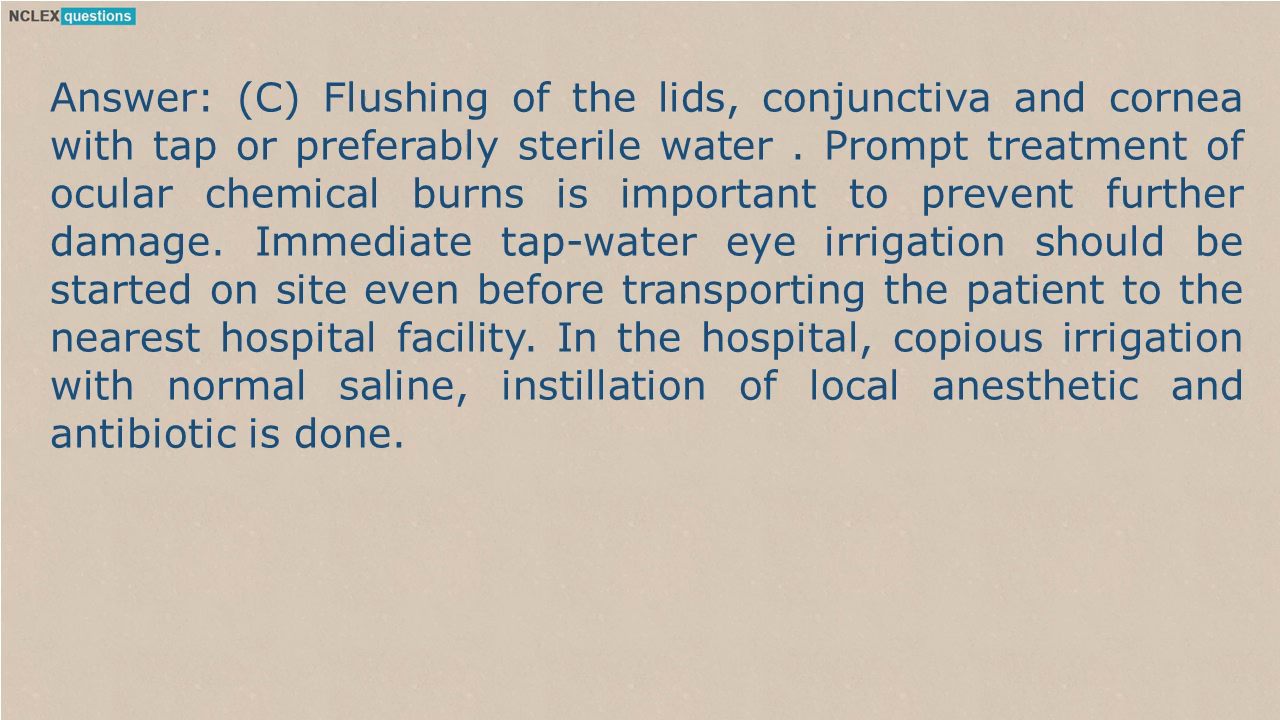 NCLEX questions
Answer: (C) Flushing of the lids, conjunctiva and cornea
with tap or preferably sterile water . Prompt treatment of
ocular chemical burns is important to prevent further
damage. Immediate tap-water eye irrigation should be
started on site even before transporting the patient to the
nearest hospital facility. In the hospital, copious irrigation
with normal saline, instillation of local anesthetic and
antibiotic is done.